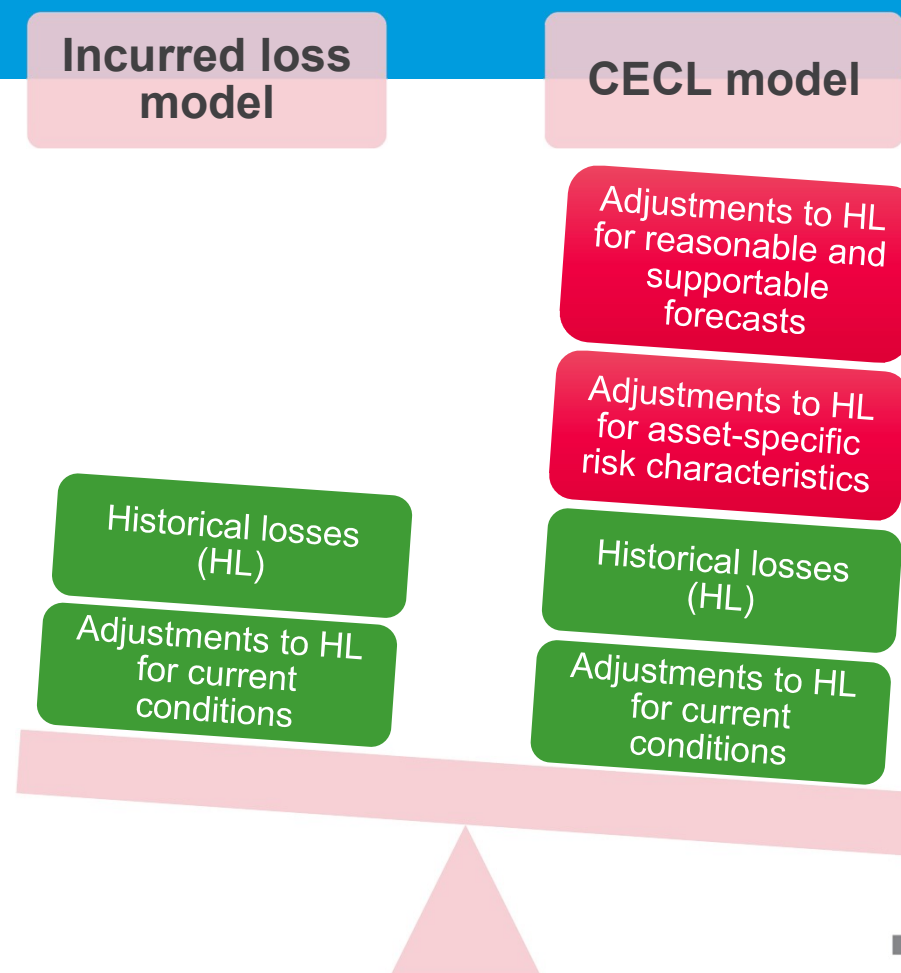 Incurred loss
model
CECL model
Historical losses
(HL)
Adjustments to HL
for current
conditions
Adjustments to HL
for reasonable and
supportable
forecasts
Adjustments to HL
for asset-specific
risk characteristics
Historical losses
(HL)
Adjustments to HL
for current
conditions